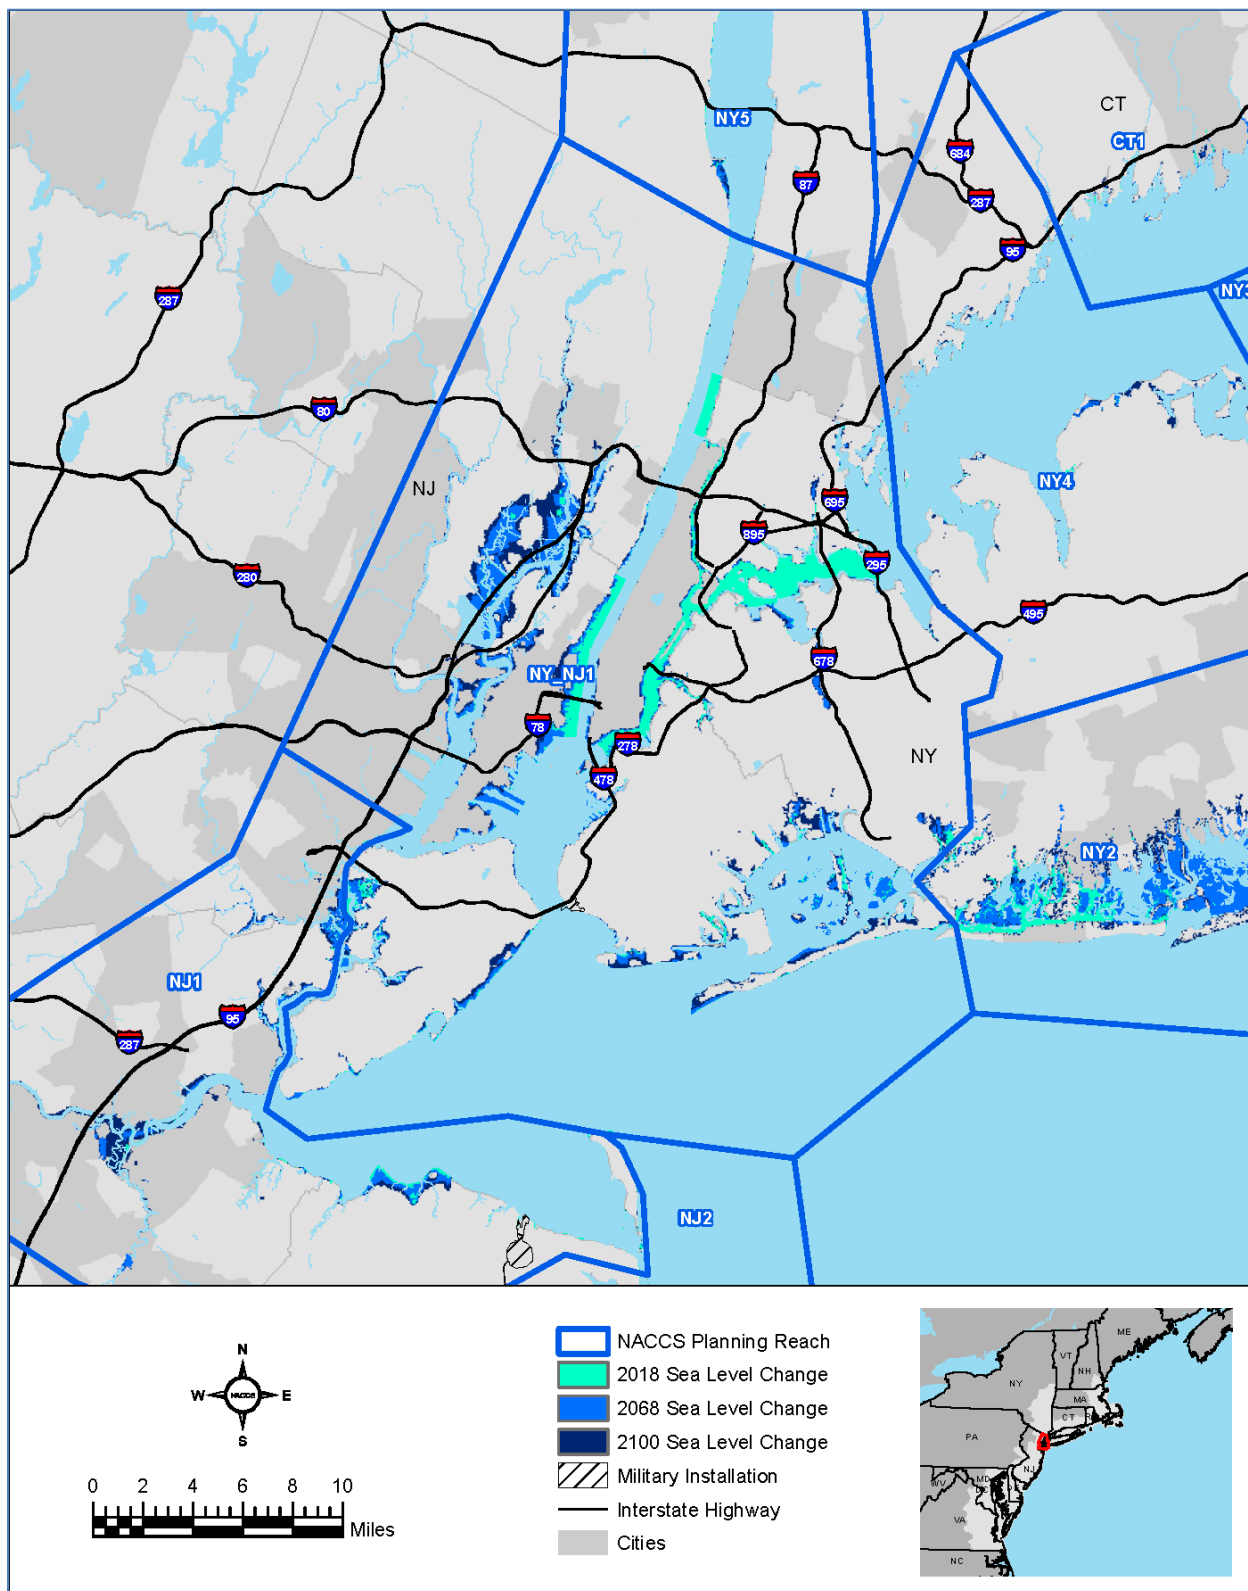 CT
NY5
CT1
684
87
287
95
287
NY3
80
NJ
NY4
695
895
295
280
495
678
NY_NJ1
78
278
NY
478
NY2
NJ1
95
287
NJ2
N
W NACCS E
S
0 2 4 6 8 10
Miles
NACCS Planning Reach
2018 Sea Level Change
2068 Sea Level Change
2100 Sea Level Change
Military Installation
Interstate Highway
Cities
ME
VT
NH
NY
MA
CT
PA
NJ
MD
WV
VA
NC